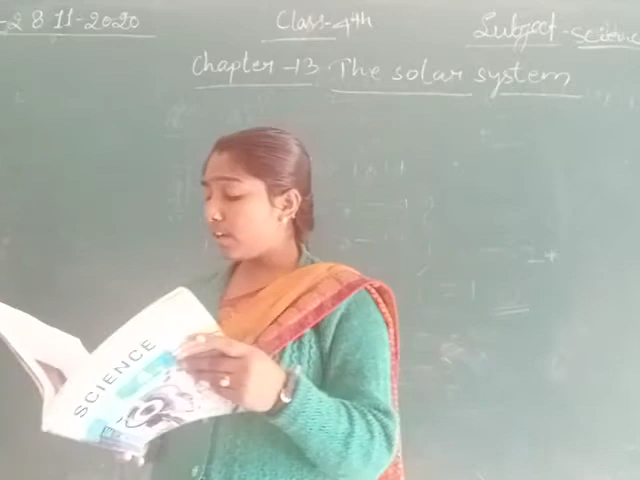 -28 11-2020 Class-4th Subject-science
Chapter-13 The solar system
SCIENCE